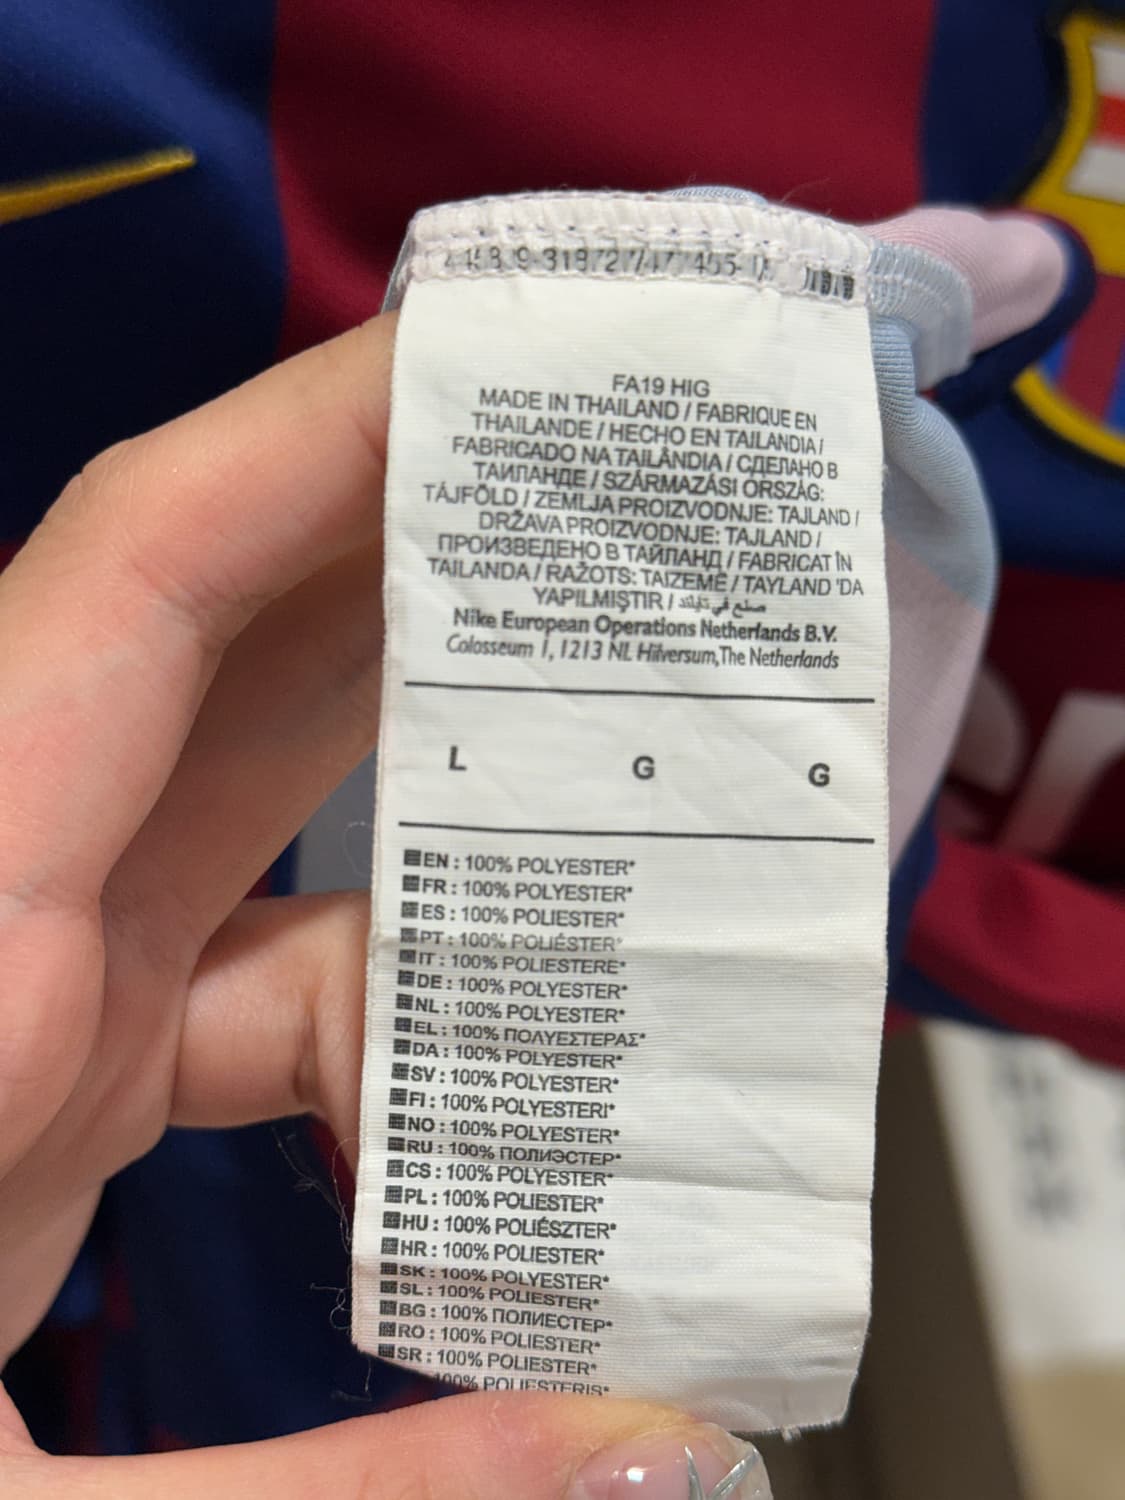 FA19 HIG
MADE IN THAILAND / FABRIQUE EN
THAILANDE / HECHO EN TAILANDIA /
FABRICADO NA TAILÂNDIA / СДЕЛАНО В
ТАИЛАНДЕ / SZÁRMAZÁSI ORSZÁG:
TÁJFÖLD / ZEMLJA PROIZVODNJE: TAJLAND /
DRŽAVA PROIZVODNJE: TAJLAND /
ПРОИЗВЕДЕНО В ТАЙЛАНД / FABRICAT ÎN
TAILANDA / RAŽOTS: TAIZEMĒ / TAYLAND 'DA
YAPILMIŞTIR / صنع في تايلند
Nike European Operations Netherlands B.V.
Colosseum 1, 1213 NL Hilversum, The Netherlands
L G G
EN : 100% POLYESTER*
FR : 100% POLYESTER*
ES : 100% POLIESTER*
PT : 100% POLIÉSTER*
IT : 100% POLIESTERE*
DE : 100% POLYESTER*
NL : 100% POLYESTER*
EL : 100% ΠΟΛΥΕΣΤΕΡΑΣ*
DA : 100% POLYESTER*
SV : 100% POLYESTER*
FI : 100% POLYESTERI*
NO : 100% POLYESTER*
RU : 100% ПОЛИЭСТЕР*
CS : 100% POLYESTER*
PL : 100% POLIESTER*
HU : 100% POLIÉSZTER*
HR : 100% POLIESTER*
SK : 100% POLYESTER*
SL : 100% POLIESTER*
BG : 100% ПОЛИЕСТЕР*
RO : 100% POLIESTER*
SR : 100% POLIESTER*
100% POLIESTERIS*